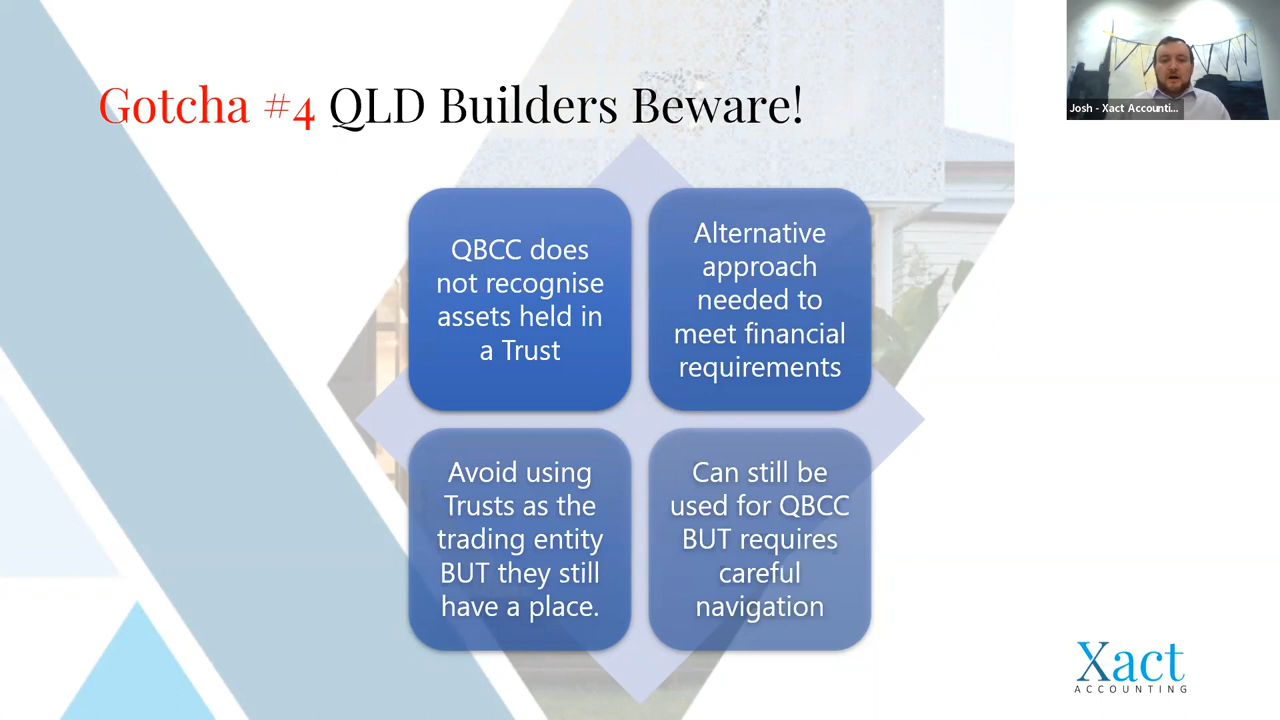 Gotcha #4 QLD Builders Beware!
Josh - Xact Accounti...
QBCC does
not recognise
assets held in
a Trust
Alternative
approach
needed to
meet financial
requirements
Avoid using
Trusts as the
trading entity
BUT they still
have a place.
Can still be
used for QBCC
BUT requires
careful
navigation
Xact
ACCOUNTING